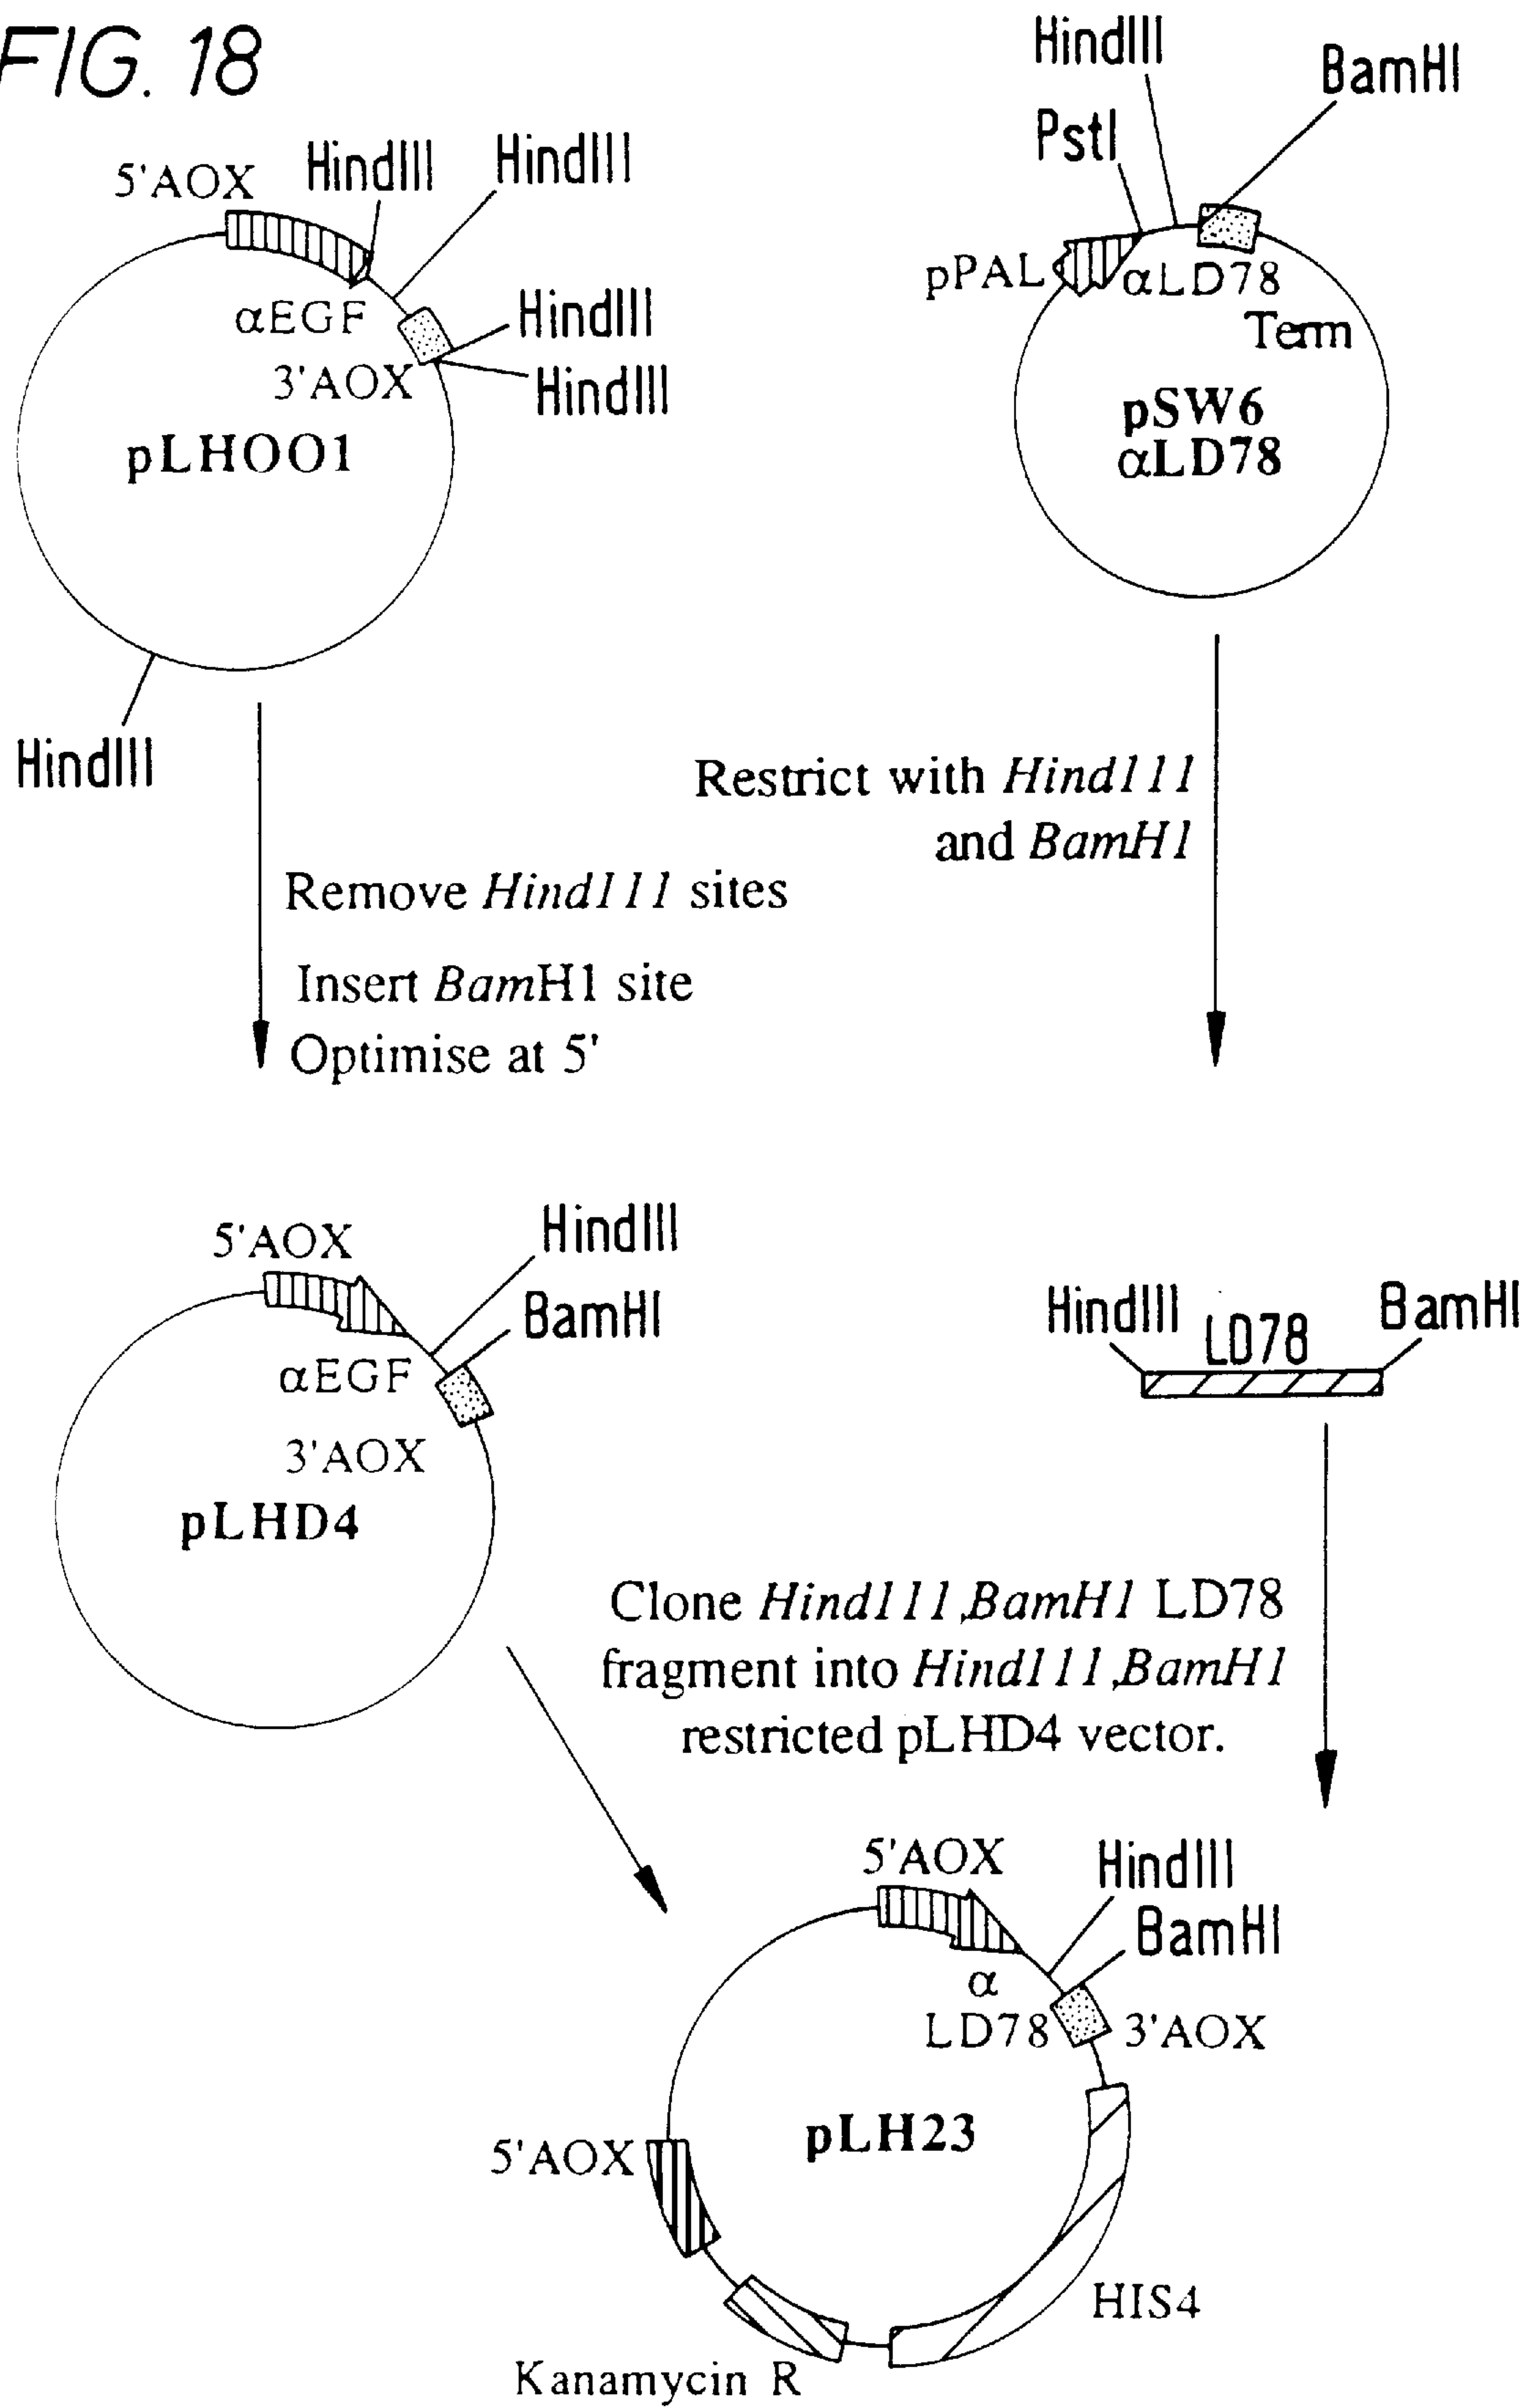 FIG. 18
5'AOX
HindIII
HindIII
αEGF
HindIII
3'AOX
HindIII
pLHOO1
HindIII
HindIII
BamHI
PstI
pPAL
αLD78
Term
pSW6
αLD78
Remove Hind111 sites
Insert BamH1 site
Optimise at 5'
Restrict with Hind111
and BamH1
5'AOX
HindIII
BamHI
αEGF
3'AOX
pLHD4
HindIII
LD78
BamHI
Clone Hind111,BamH1 LD78
fragment into Hind111,BamH1
restricted pLHD4 vector.
5'AOX
HindIII
BamHI
α
LD78
3'AOX
pLH23
5'AOX
HIS4
Kanamycin R